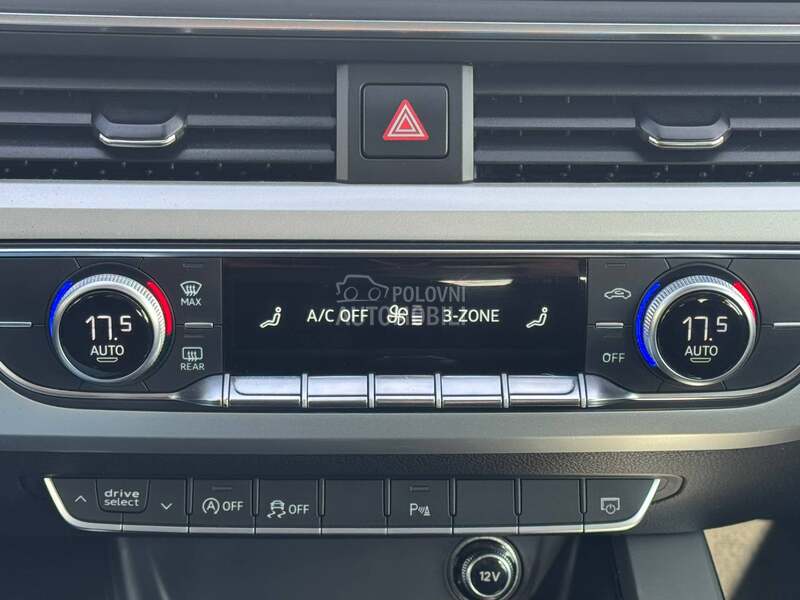 MAX
17.5
AUTO
REAR
POLOVNI
AUTOMOBILI
A/C OFF
3-ZONE
OFF
17.5
AUTO
drive
select
A OFF
OFF
P
12V